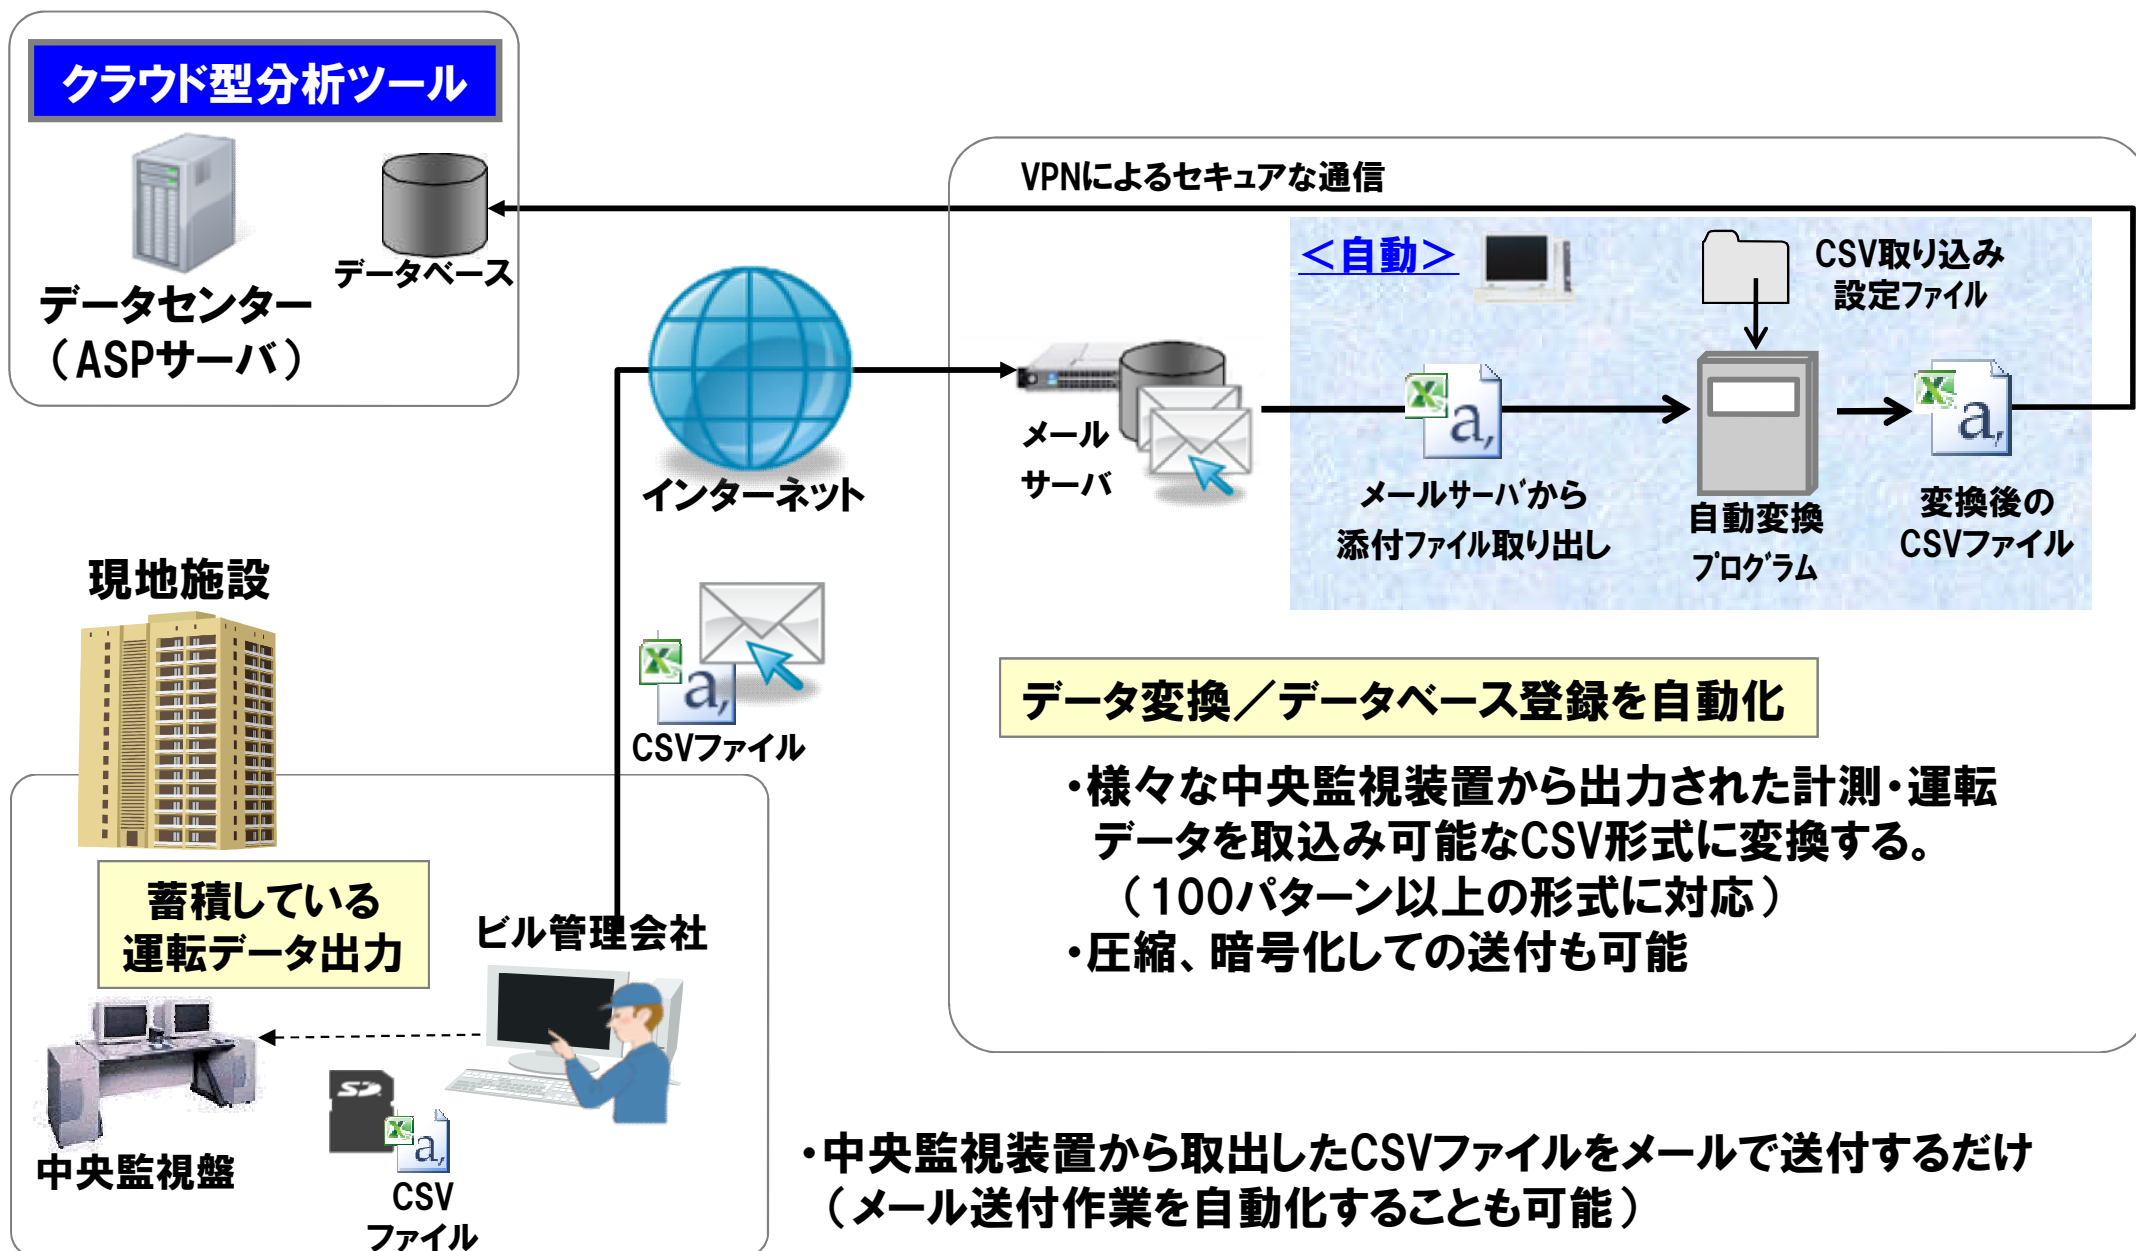 クラウド型分析ツール
データベース
データセンター
（ASPサーバ）
VPNによるセキュアな通信
＜自動＞
CSV取り込み
設定ファイル
インターネット
メール
サーバ
メールサーバから
添付ファイル取り出し
自動変換
プログラム
変換後の
CSVファイル
現地施設
CSVファイル
データ変換／データベース登録を自動化
・様々な中央監視装置から出力された計測・運転
データを取込み可能なCSV形式に変換する。
（100パターン以上の形式に対応）
・圧縮、暗号化しての送付も可能
蓄積している
運転データ出力
ビル管理会社
中央監視盤
CSV
ファイル
・中央監視装置から取出したCSVファイルをメールで送付するだけ
（メール送付作業を自動化することも可能）